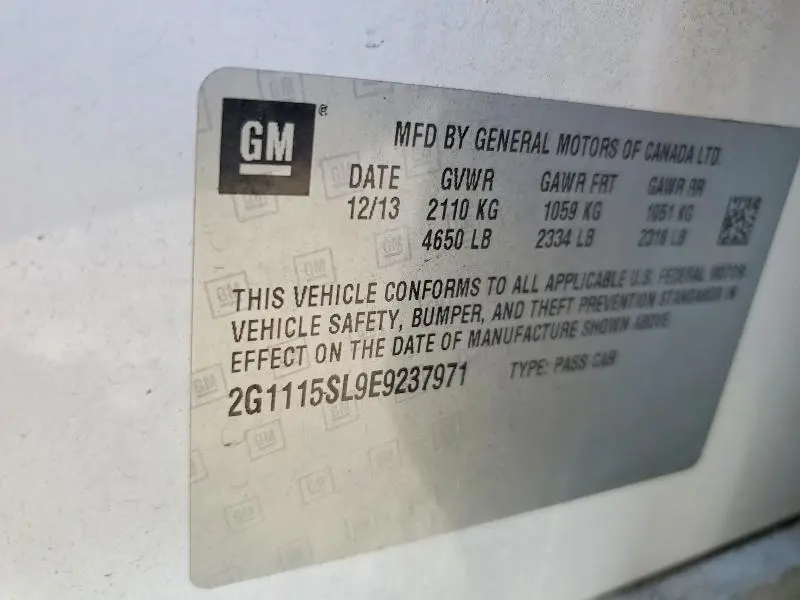 GM®
MFD BY GENERAL MOTORS OF CANADA LTD
DATE GVWR GAWR FRT GAWR RR
12/13 2110 KG 1059 KG 1051 KG
4650 LB 2334 LB 2318 LB
THIS VEHICLE CONFORMS TO ALL APPLICABLE U.S. FEDERAL MOTOR
VEHICLE SAFETY, BUMPER, AND THEFT PREVENTION STANDARDS IN
EFFECT ON THE DATE OF MANUFACTURE SHOWN ABOVE.
2G1115SL9E9237971 TYPE: PASS CAR